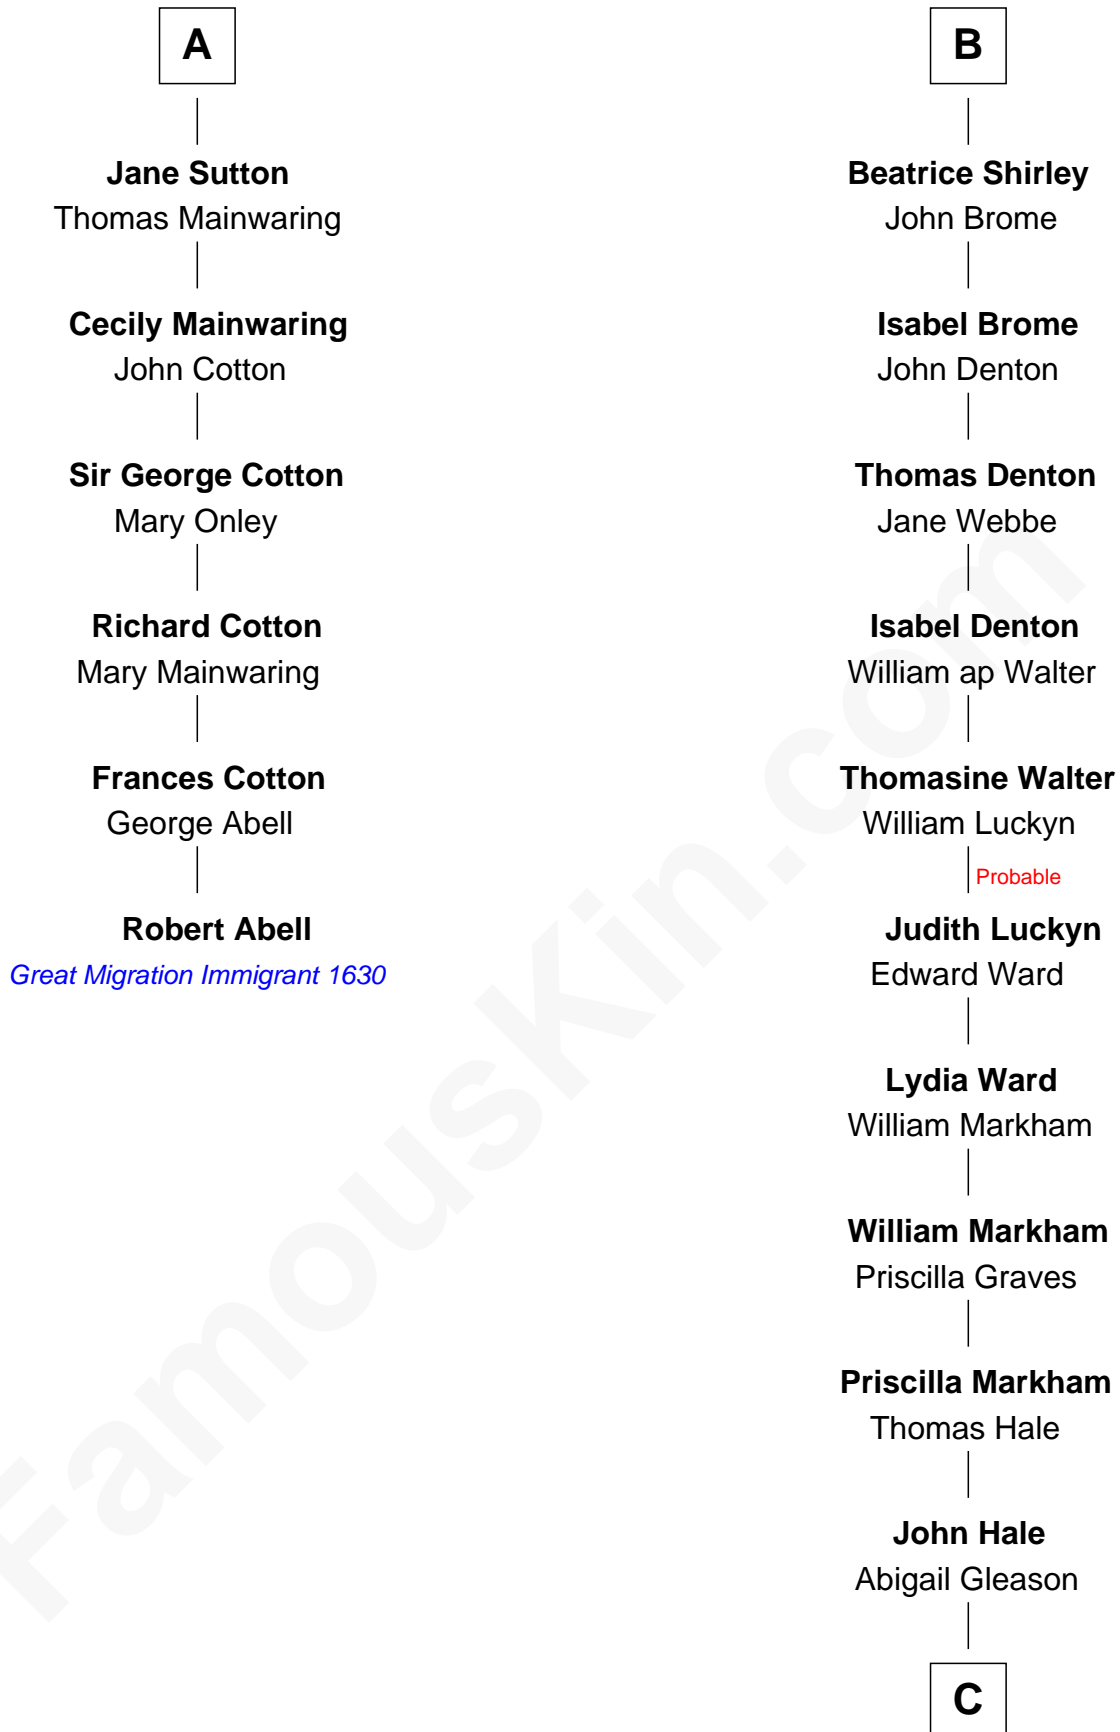 A
Jane Sutton
Thomas Mainwaring
Cecily Mainwaring
John Cotton
Sir George Cotton
Mary Onley
Richard Cotton
Mary Mainwaring
Frances Cotton
George Abell
Robert Abell
Great Migration Immigrant 1630
B
Beatrice Shirley
John Brome
Isabel Brome
John Denton
Thomas Denton
Jane Webbe
Isabel Denton
William ap Walter
Thomasine Walter
William Luckyn
Probable
Judith Luckyn
Edward Ward
Lydia Ward
William Markham
William Markham
Priscilla Graves
Priscilla Markham
Thomas Hale
John Hale
Abigail Gleason
C
FamousKin.com